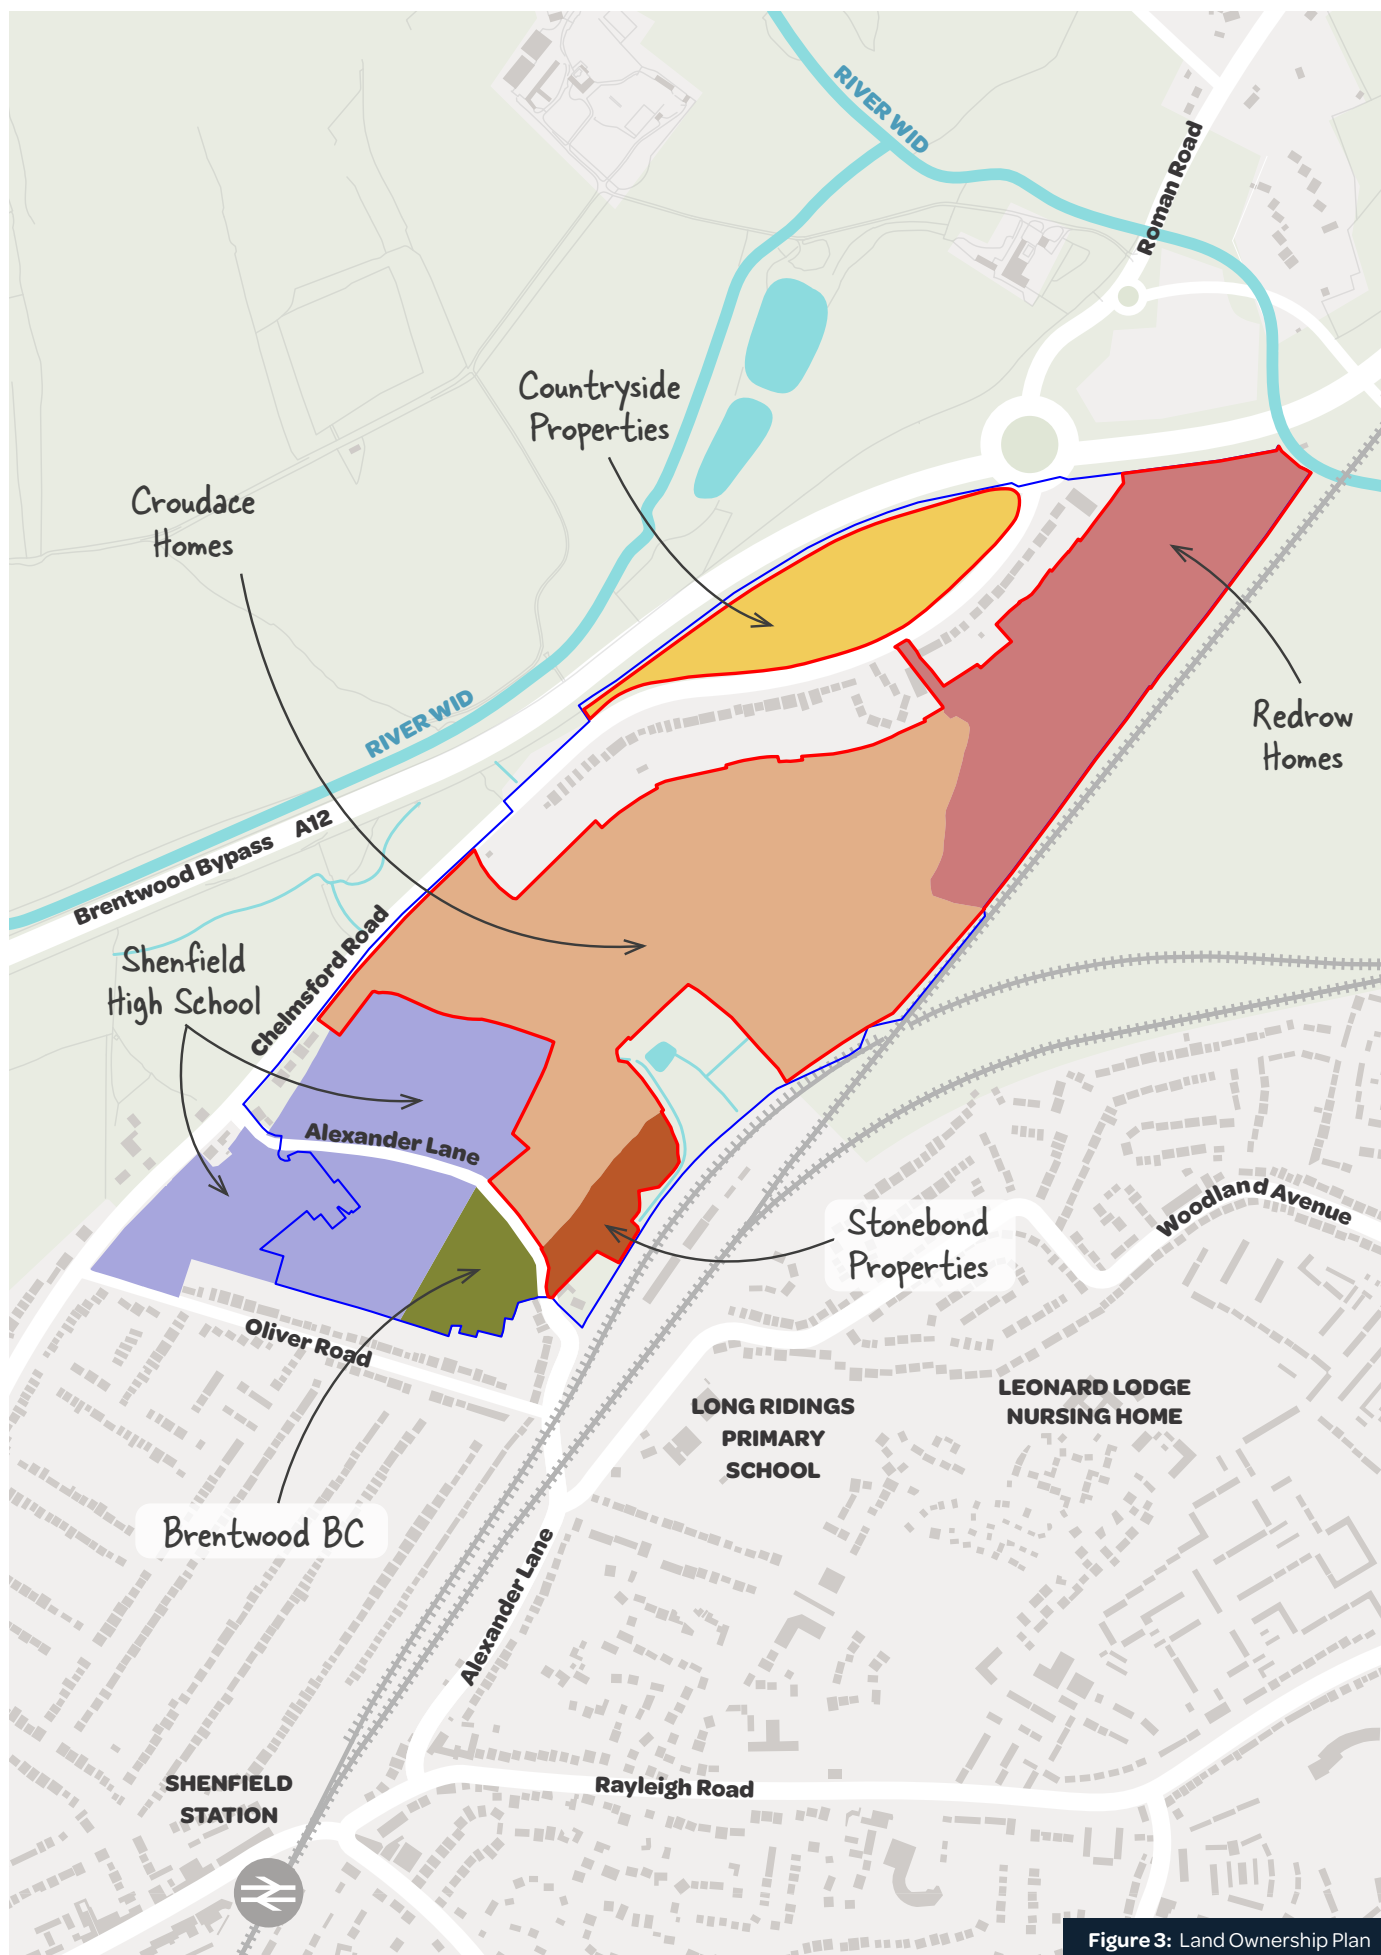 RIVER WID
Roman Road
Countryside
Properties
Croudace
Homes
Redrow
Homes
RIVER WID
Brentwood Bypass A12
Chelmsford Road
Shenfield
High School
Alexander Lane
Woodland Avenue
Stonebond
Properties
Oliver Road
LEONARD LODGE
NURSING HOME
LONG RIDINGS
PRIMARY
SCHOOL
Brentwood BC
Alexander Lane
SHENFIELD
STATION
Rayleigh Road
Figure 3: Land Ownership Plan